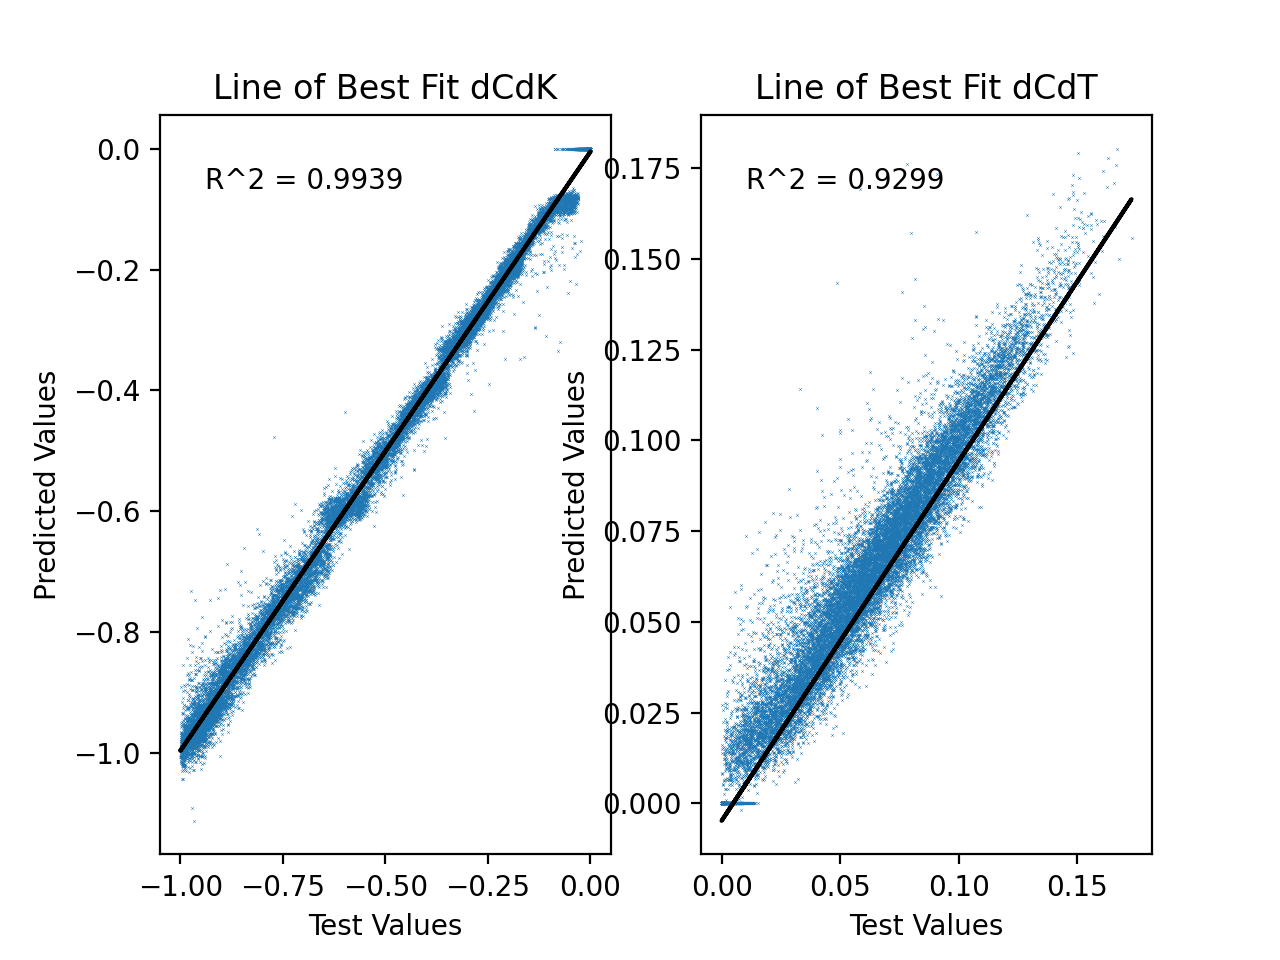 Line of Best Fit dCdK
R^2 = 0.9939
Predicted Values
0.0
−0.2
−0.4
−0.6
−0.8
−1.0
−1.00 −0.75 −0.50 −0.25 0.00
Test Values
Line of Best Fit dCdT
R^2 = 0.9299
Predicted Values
0.175
0.150
0.125
0.100
0.075
0.050
0.025
0.000
0.00 0.05 0.10 0.15
Test Values